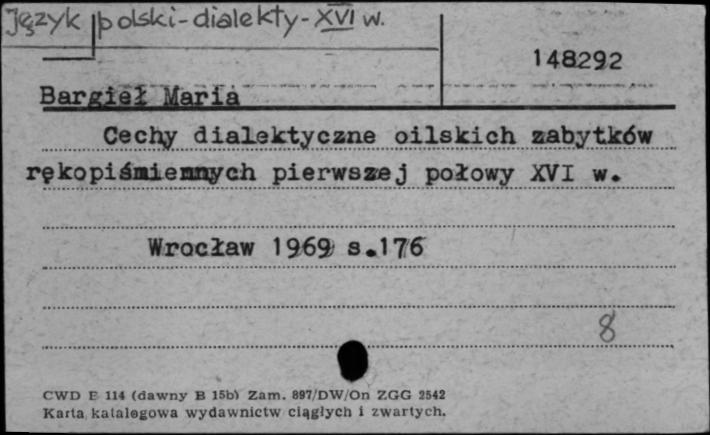 Język polski-dialekty-XVI w.
148292
Bargieł Maria
Cechy dialektyczne oilskich zabytków
rękopiśmiennych pierwszej połowy XVI w.
Wrocław 1969 s.176
8
CWD E 114 (dawny B 15b) Zam. 897/DW/On ZGG 2542
Karta katalogowa wydawnictw ciągłych i zwartych.